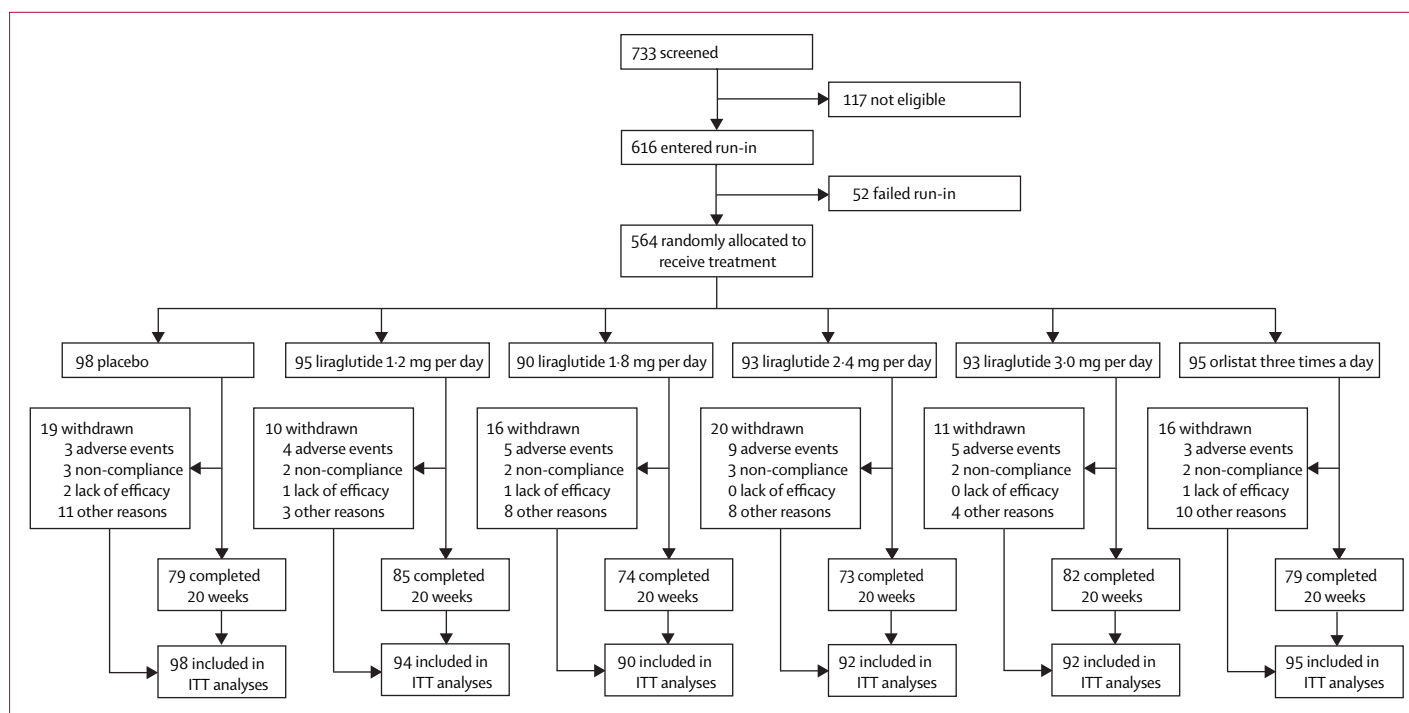 733 screened
117 not eligible
616 entered run-in
52 failed run-in
564 randomly allocated to
receive treatment
98 placebo
95 liraglutide 1·2 mg per day
90 liraglutide 1·8 mg per day
93 liraglutide 2·4 mg per day
93 liraglutide 3·0 mg per day
95 orlistat three times a day
19 withdrawn
3 adverse events
3 non-compliance
2 lack of efficacy
11 other reasons
10 withdrawn
4 adverse events
2 non-compliance
1 lack of efficacy
3 other reasons
16 withdrawn
5 adverse events
2 non-compliance
1 lack of efficacy
8 other reasons
20 withdrawn
9 adverse events
3 non-compliance
0 lack of efficacy
8 other reasons
11 withdrawn
5 adverse events
2 non-compliance
0 lack of efficacy
4 other reasons
16 withdrawn
3 adverse events
2 non-compliance
1 lack of efficacy
10 other reasons
79 completed
20 weeks
85 completed
20 weeks
74 completed
20 weeks
73 completed
20 weeks
82 completed
20 weeks
79 completed
20 weeks
98 included in
ITT analyses
94 included in
ITT analyses
90 included in
ITT analyses
92 included in
ITT analyses
92 included in
ITT analyses
95 included in
ITT analyses